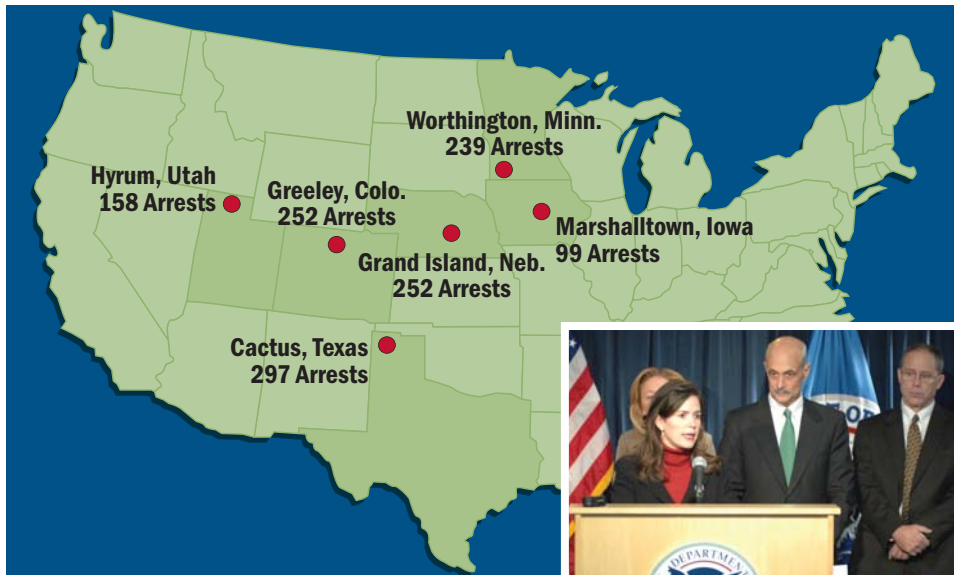 Worthington, Minn.
239 Arrests
Hyrum, Utah
158 Arrests
Greeley, Colo.
252 Arrests
Marshalltown, Iowa
99 Arrests
Grand Island, Neb.
252 Arrests
Cactus, Texas
297 Arrests
DEPARTMENT